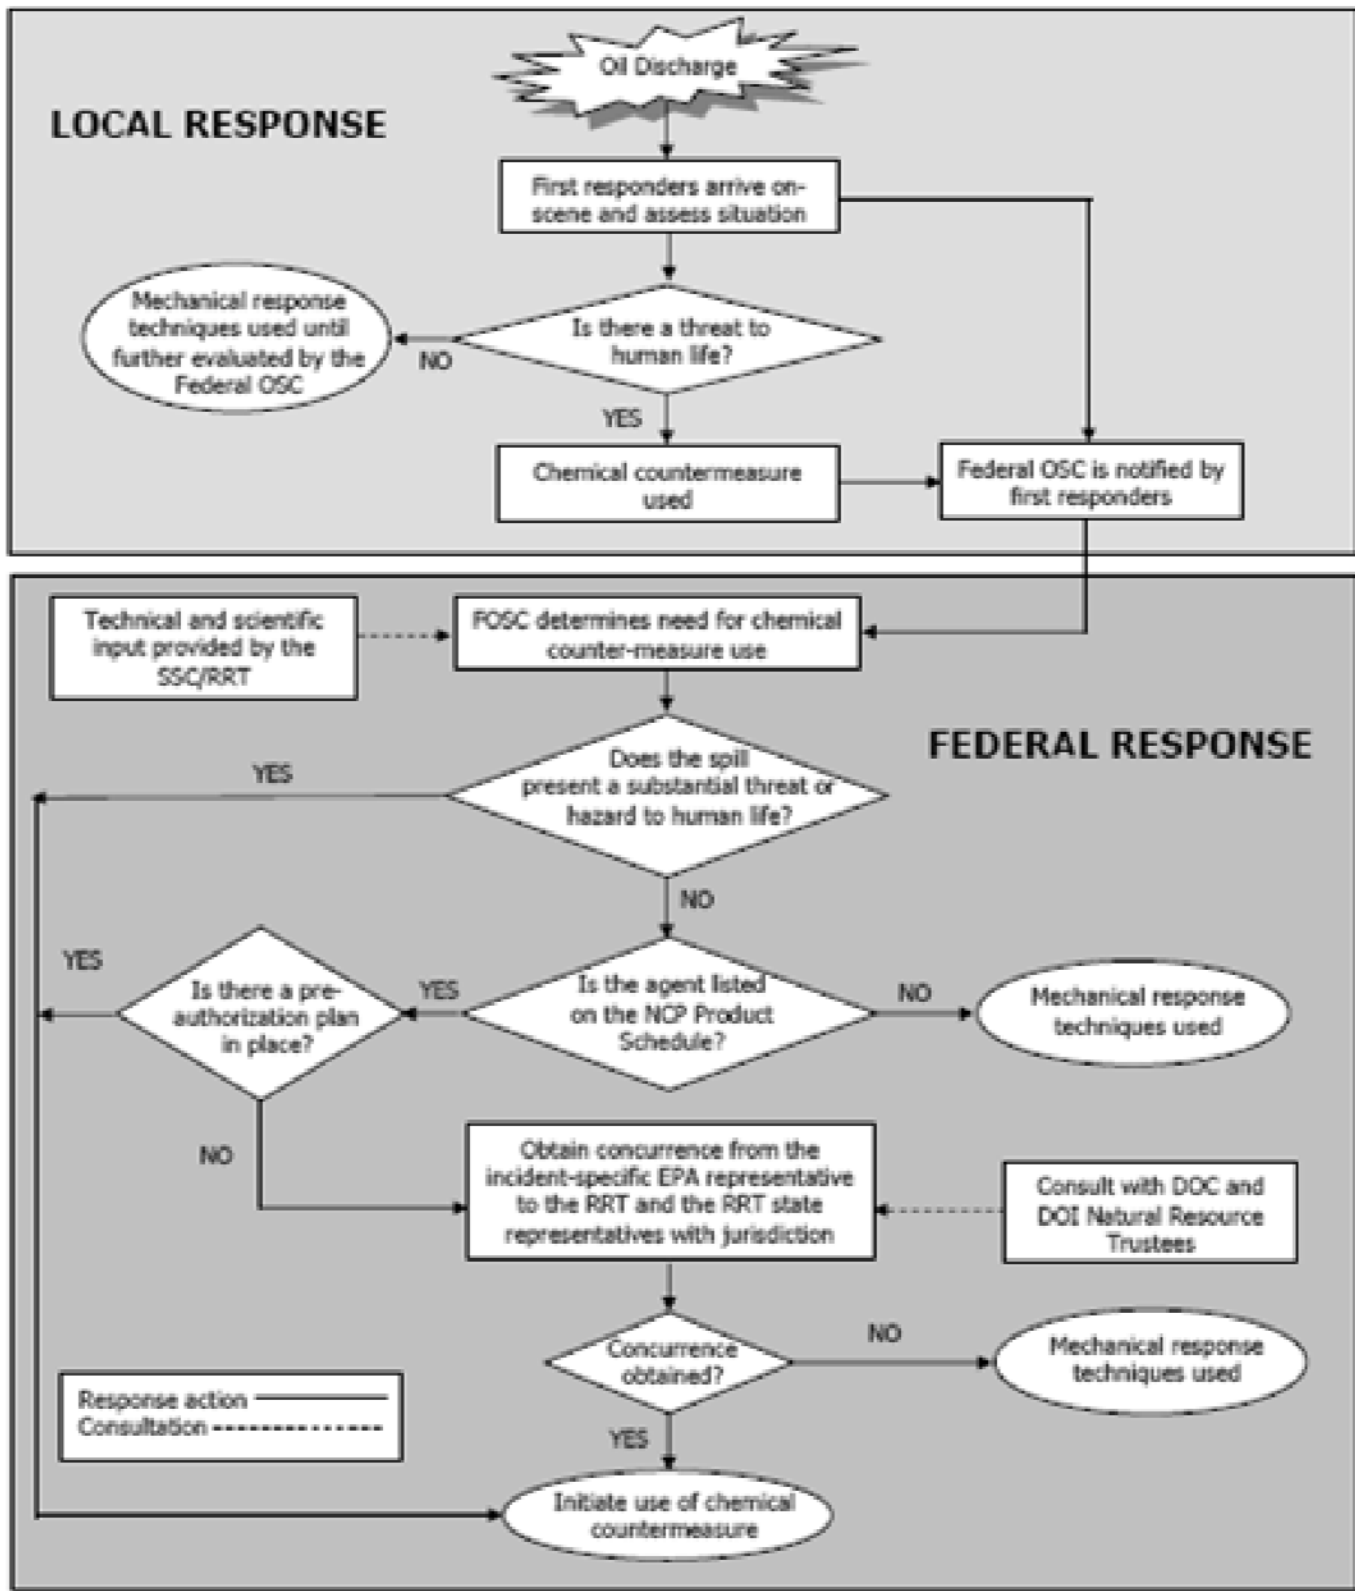 Oil Discharge
LOCAL RESPONSE
First responders arrive on-
scene and assess situation
Mechanical response
techniques used until
further evaluated by the
Federal OSC
NO
Is there a threat to
human life?
YES
Chemical countermeasure
used
Federal OSC is notified by
first responders
Technical and scientific
input provided by the
SSC/RRT
FOSC determines need for chemical
counter-measure use
FEDERAL RESPONSE
YES
Does the spill
present a substantial threat or
hazard to human life?
NO
YES
Is there a pre-
authorization plan
in place?
YES
Is the agent listed
on the NCP Product
Schedule?
NO
Mechanical response
techniques used
NO
Obtain concurrence from the
incident-specific EPA representative
to the RRT and the RRT state
representatives with jurisdiction
Consult with DOC and
DOI Natural Resource
Trustees
Concurrence
obtained?
NO
Mechanical response
techniques used
Response action
Consultation
YES
Initiate use of chemical
countermeasure